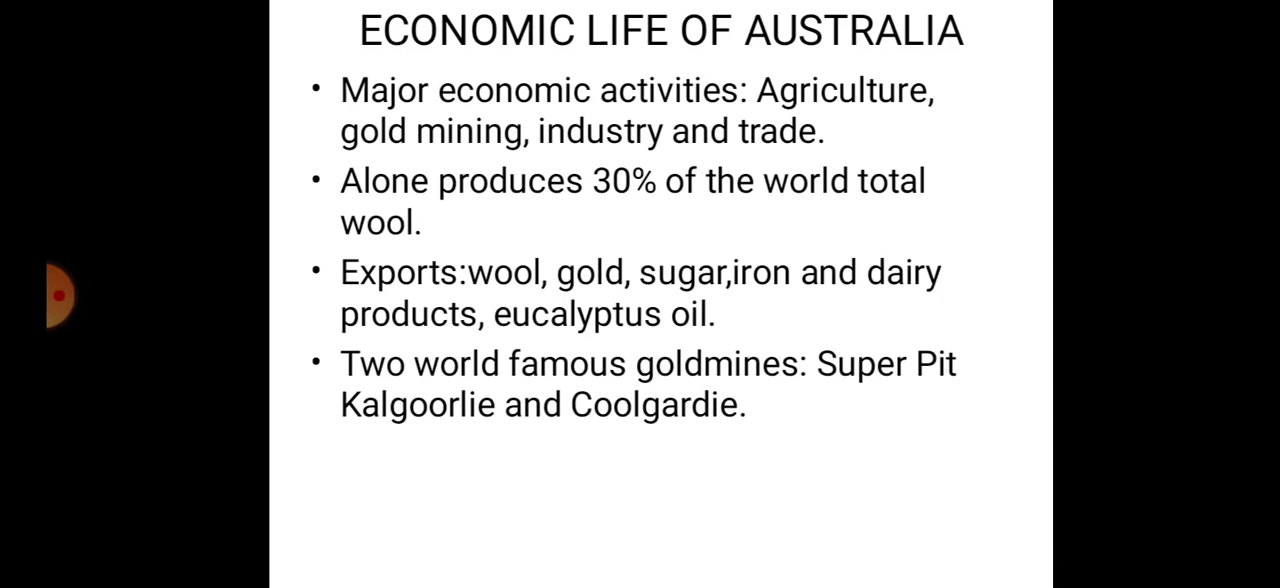 ECONOMIC LIFE OF AUSTRALIA
• Major economic activities: Agriculture,
gold mining, industry and trade.
• Alone produces 30% of the world total
wool.
• Exports:wool, gold, sugar,iron and dairy
products, eucalyptus oil.
• Two world famous goldmines: Super Pit
Kalgoorlie and Coolgardie.